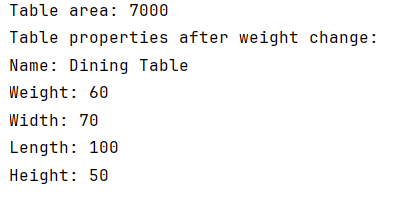 Table area: 7000
Table properties after weight change:
Name: Dining Table
Weight: 60
Width: 70
Length: 100
Height: 50